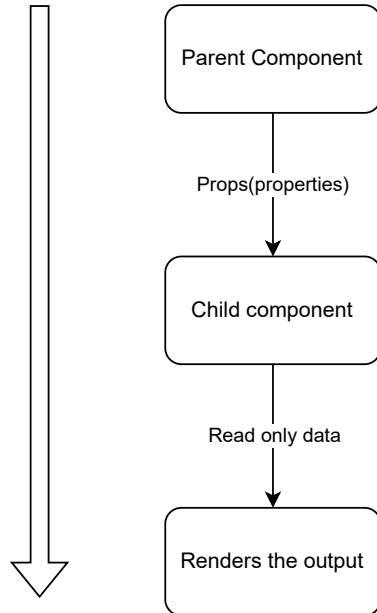 Parent Component
Props(properties)
Child component
Read only data
Renders the output